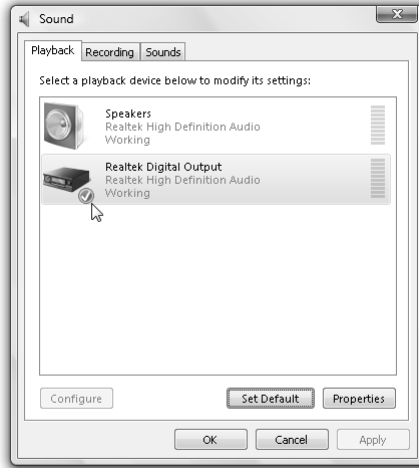 Sound
Playback Recording Sounds
Select a playback device below to modify its settings:
Speakers
Realtek High Definition Audio
Working
Realtek Digital Output
Realtek High Definition Audio
Working
Configure Set Default Properties
OK Cancel Apply